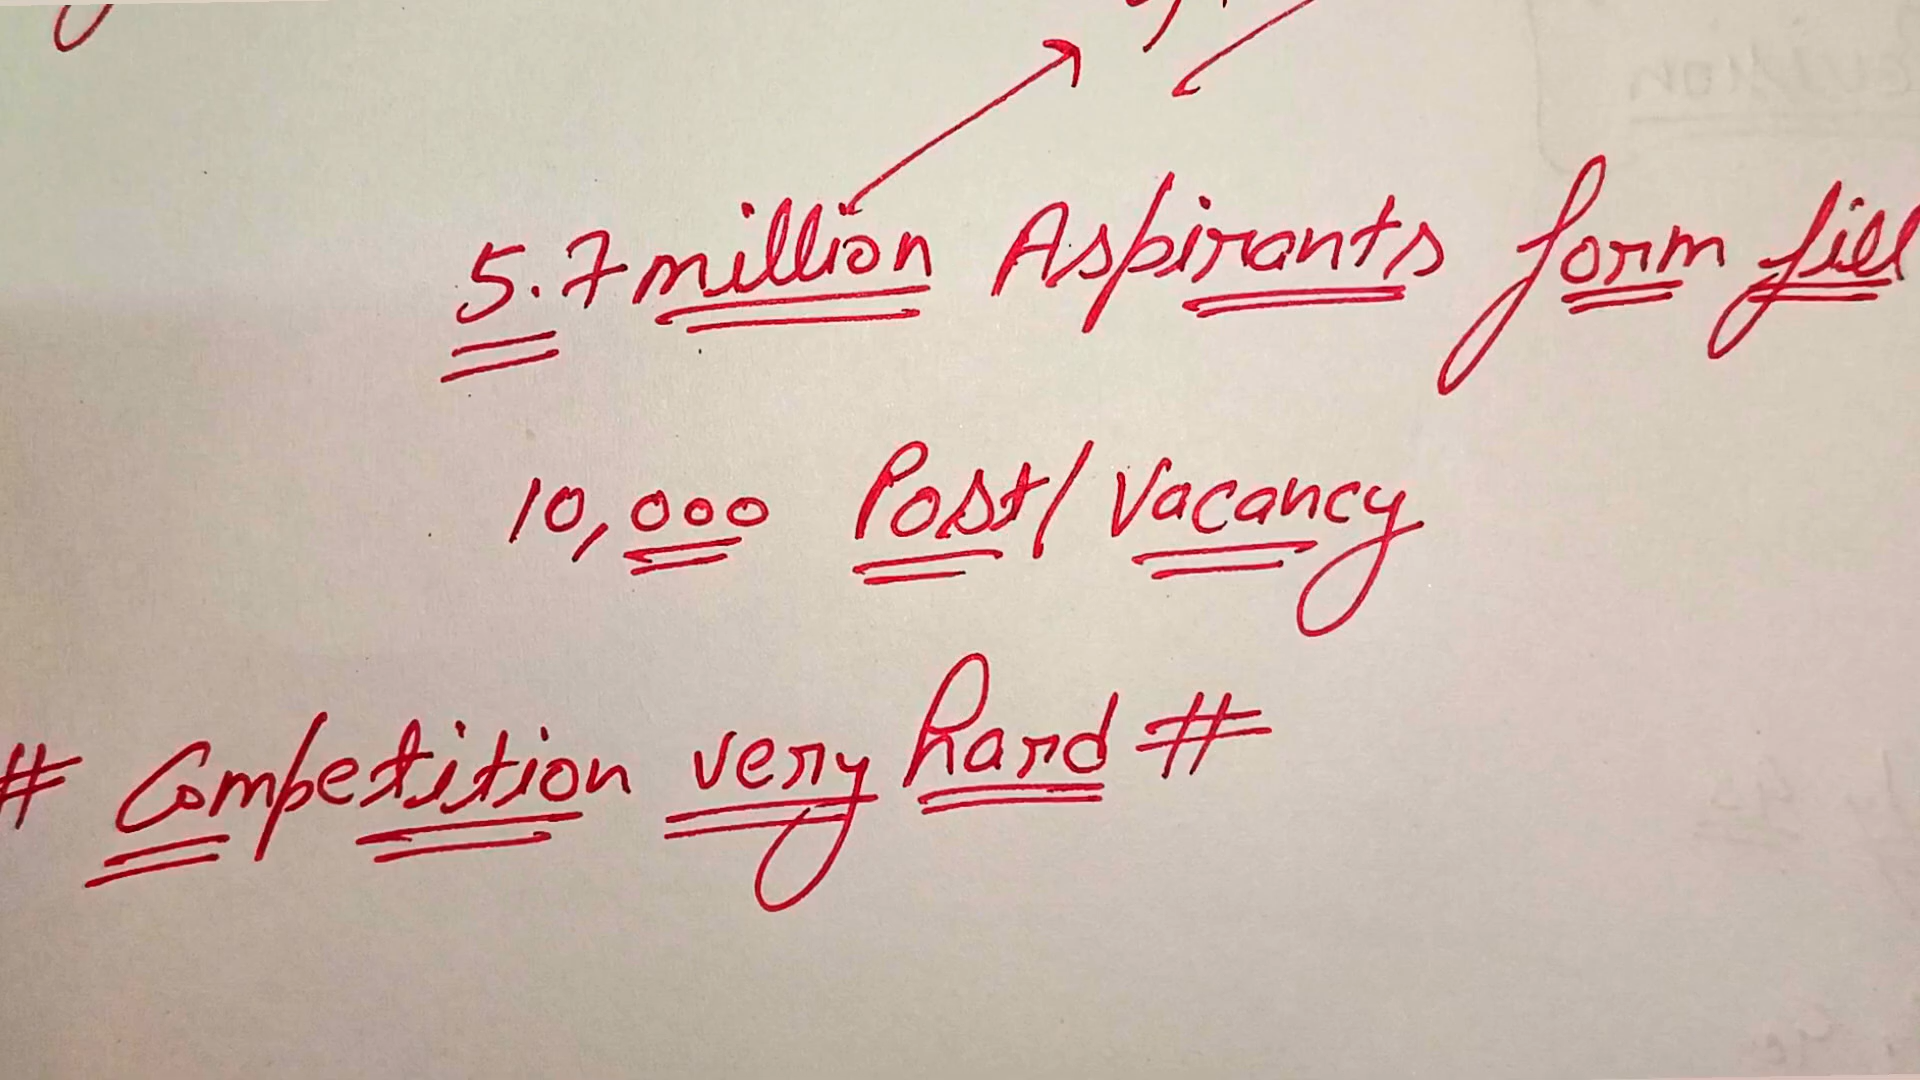 5.7 million Aspirants form fill
10,000 Post/Vacancy
# Competition very hard #